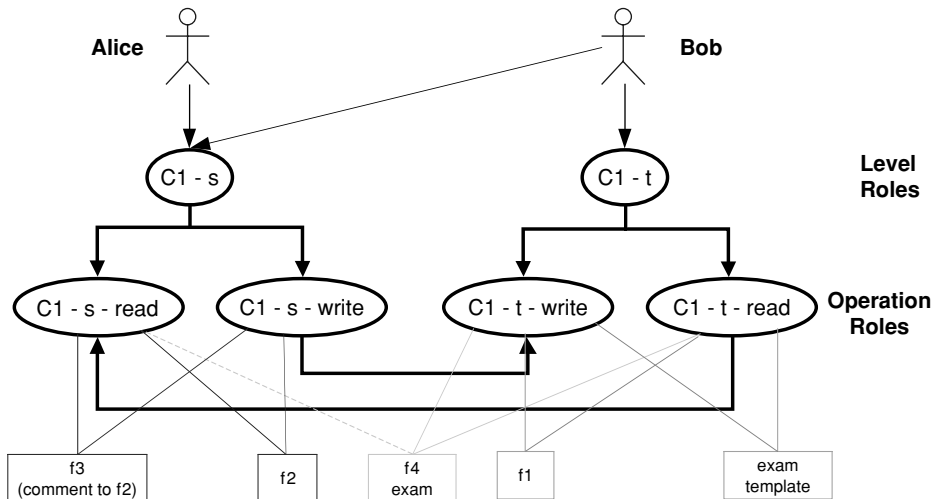 Alice
Bob
C1 - s
C1 - t
Level
Roles
C1 - s - read
C1 - s - write
C1 - t - write
C1 - t - read
Operation
Roles
f3
(comment to f2)
f2
f4
exam
f1
exam
template